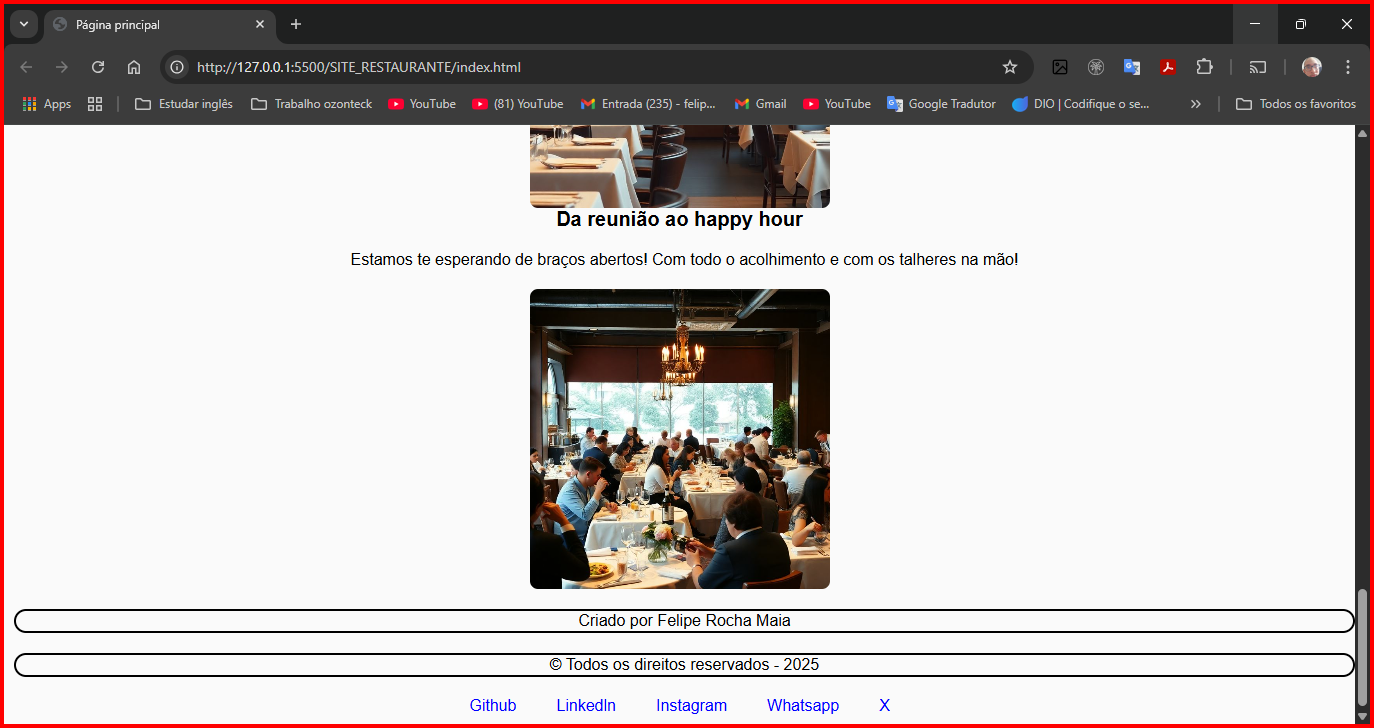 Página principal
http://127.0.0.1:5500/SITE_RESTAURANTE/index.html
Apps
Estudar inglês
Trabalho ozonteck
YouTube
(81) YouTube
Entrada (235) - felip...
Gmail
YouTube
Google Tradutor
DIO | Codifique o se...
Todos os favoritos
Da reunião ao happy hour
Estamos te esperando de braços abertos! Com todo o acolhimento e com os talheres na mão!
Criado por Felipe Rocha Maia
© Todos os direitos reservados - 2025
Github LinkedIn Instagram Whatsapp X